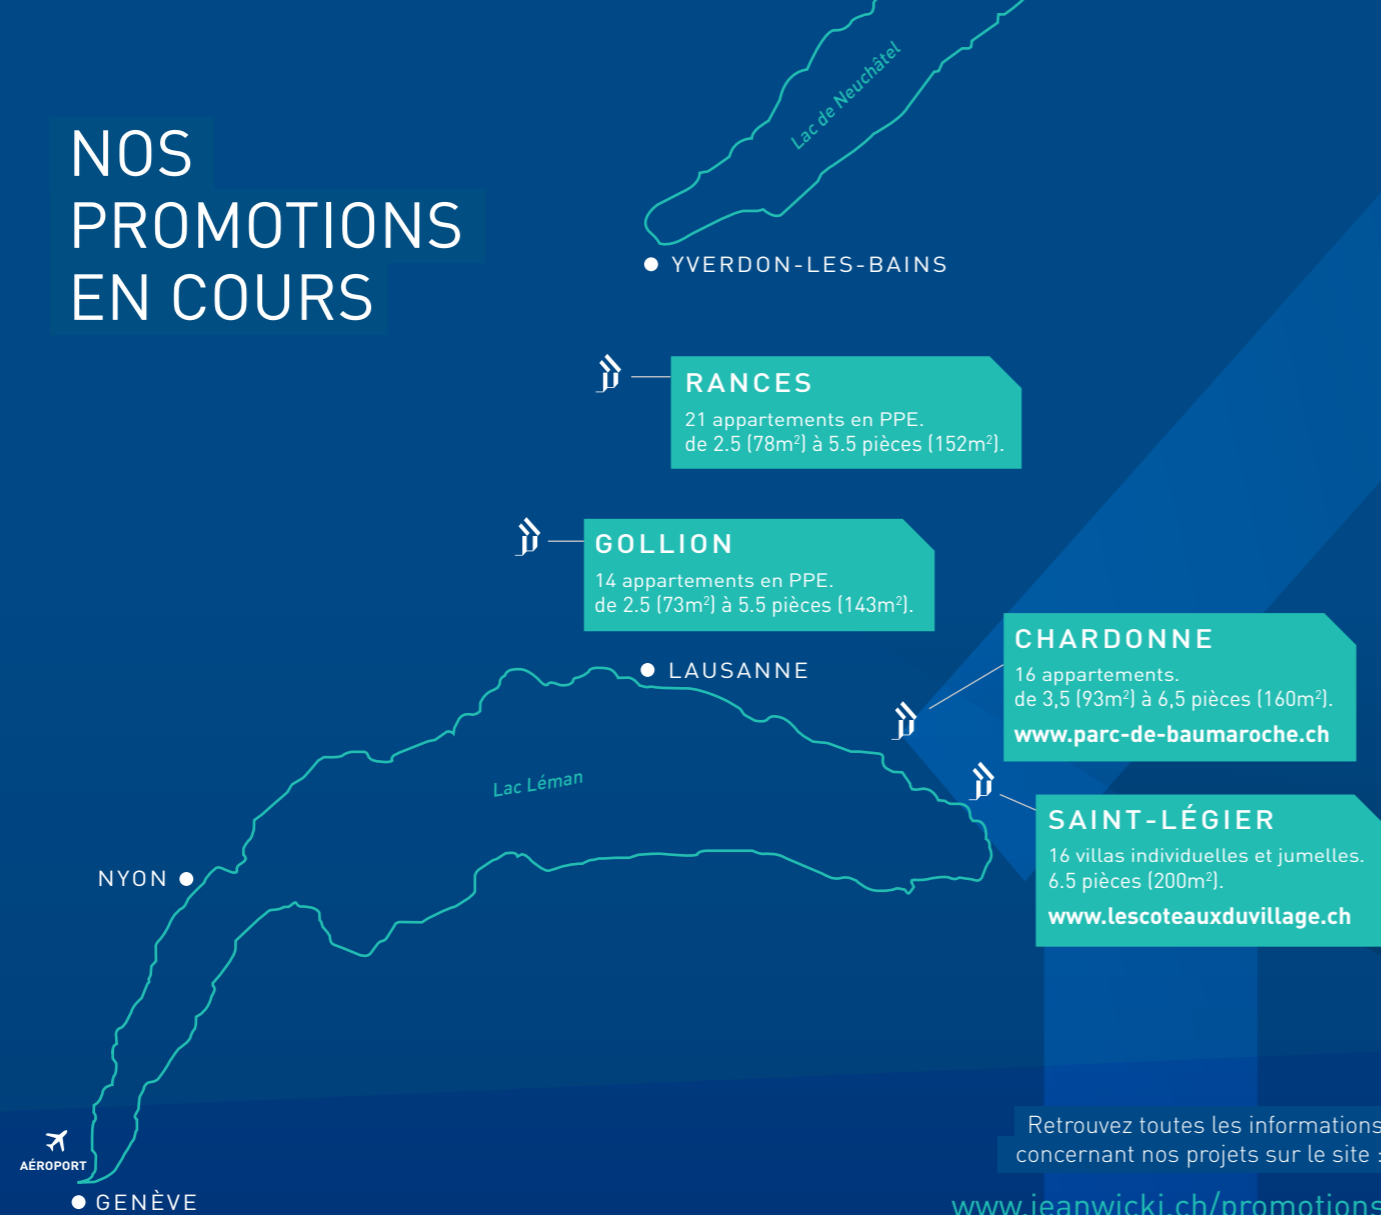 NOS
PROMOTIONS
EN COURS
Lac de Neuchâtel
YVERDON-LES-BAINS
RANCES
21 appartements en PPE.
de 2.5 (78m²) à 5.5 pièces (152m²).
GOLLION
14 appartements en PPE.
de 2.5 (73m²) à 5.5 pièces (143m²).
LAUSANNE
CHARDONNE
16 appartements.
de 3,5 (93m²) à 6,5 pièces (160m²).
www.parc-de-baumaroche.ch
Lac Léman
SAINT-LÉGIER
16 villas individuelles et jumelles.
6.5 pièces (200m²).
www.lescoteauxduvillage.ch
NYON
AÉROPORT
GENÈVE
Retrouvez toutes les informations
concernant nos projets sur le site :
www.jeanwicki.ch/promotions